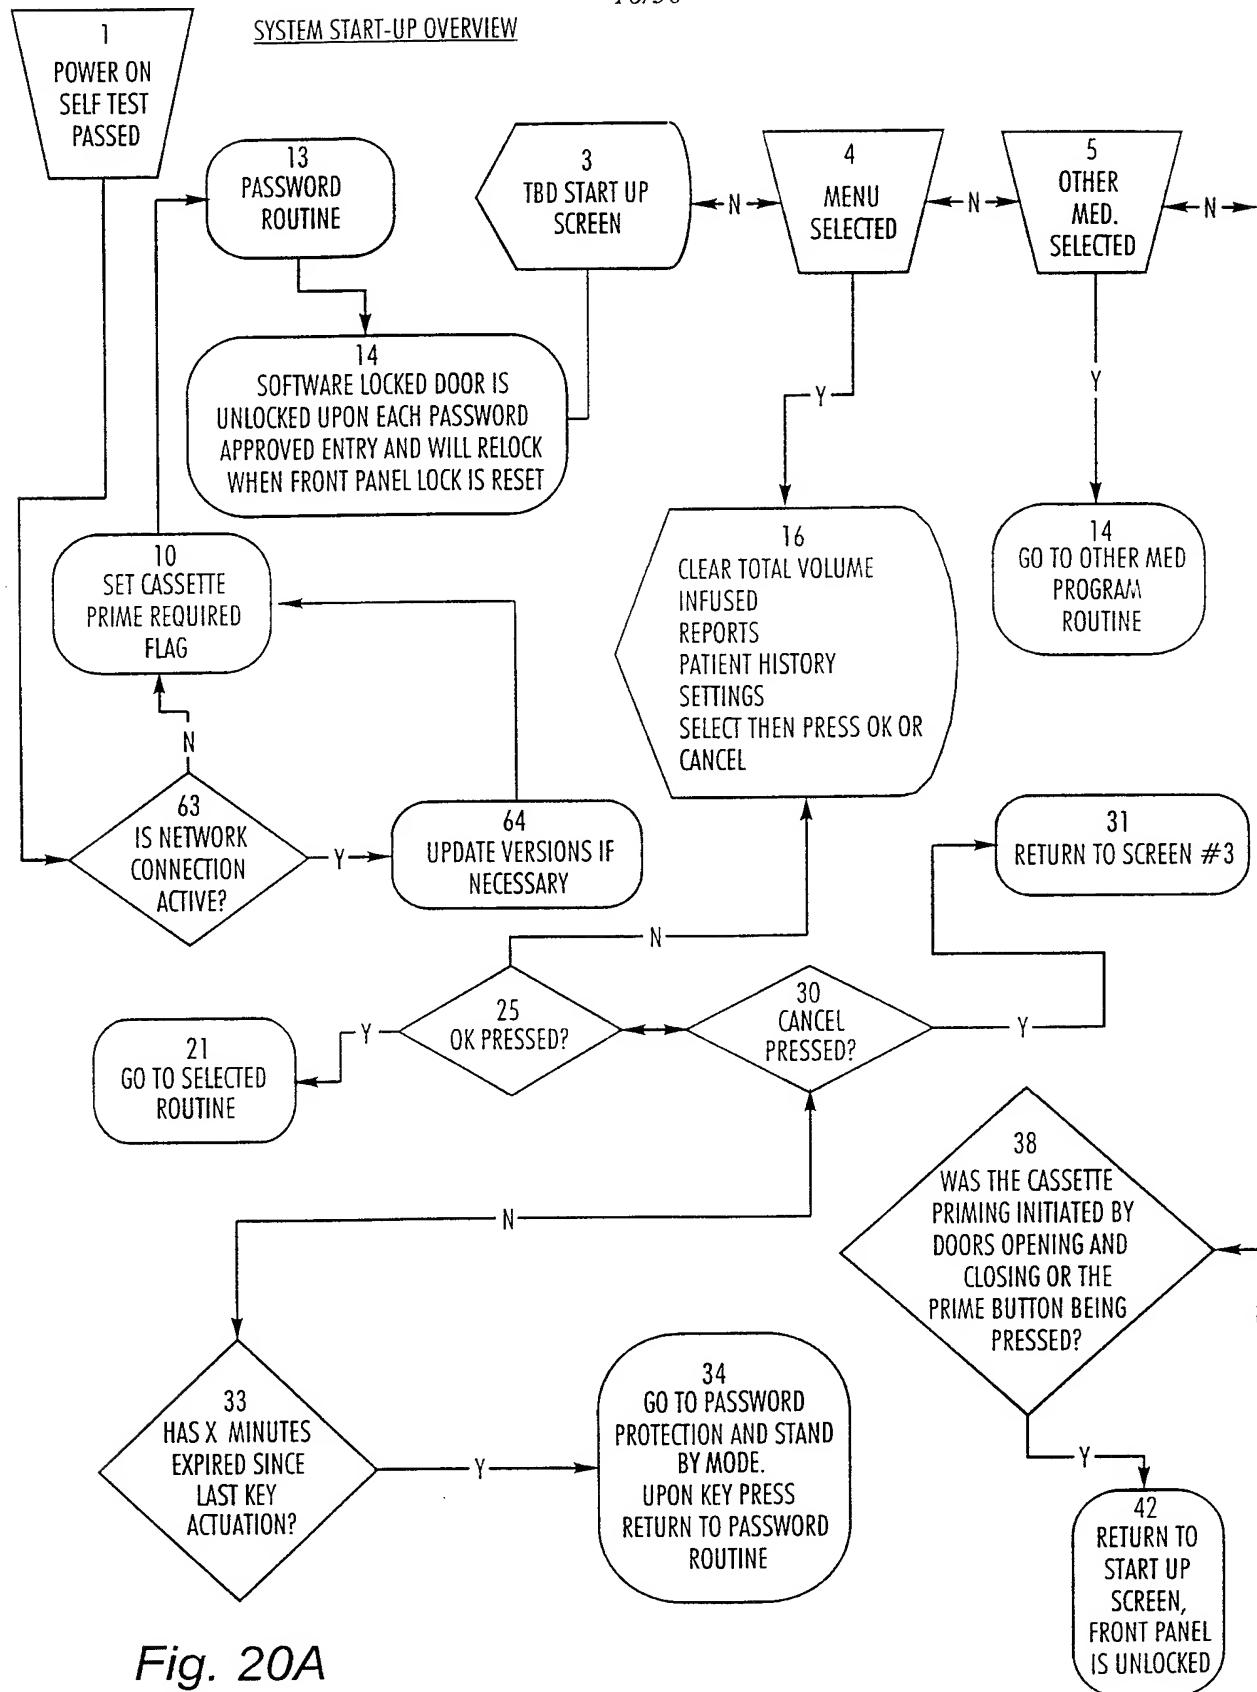 SYSTEM START-UP OVERVIEW
1
POWER ON
SELF TEST
PASSED
13
PASSWORD
ROUTINE
3
TBD START UP
SCREEN
N
4
MENU
SELECTED
N
5
OTHER
MED.
SELECTED
N
14
SOFTWARE LOCKED DOOR IS
UNLOCKED UPON EACH PASSWORD
APPROVED ENTRY AND WILL RELOCK
WHEN FRONT PANEL LOCK IS RESET
Y
Y
10
SET CASSETTE
PRIME REQUIRED
FLAG
16
CLEAR TOTAL VOLUME
INFUSED
REPORTS
PATIENT HISTORY
SETTINGS
SELECT THEN PRESS OK OR
CANCEL
14
GO TO OTHER MED
PROGRAM
ROUTINE
N
63
IS NETWORK
CONNECTION
ACTIVE?
Y
64
UPDATE VERSIONS IF
NECESSARY
31
RETURN TO SCREEN #3
N
25
OK PRESSED?
Y
30
CANCEL
PRESSED?
Y
21
GO TO SELECTED
ROUTINE
N
38
WAS THE CASSETTE
PRIMING INITIATED BY
DOORS OPENING AND
CLOSING OR THE
PRIME BUTTON BEING
PRESSED?
33
HAS X MINUTES
EXPIRED SINCE
LAST KEY
ACTUATION?
Y
34
GO TO PASSWORD
PROTECTION AND STAND
BY MODE.
UPON KEY PRESS
RETURN TO PASSWORD
ROUTINE
Y
42
RETURN TO
START UP
SCREEN,
FRONT PANEL
IS UNLOCKED
Fig. 20A